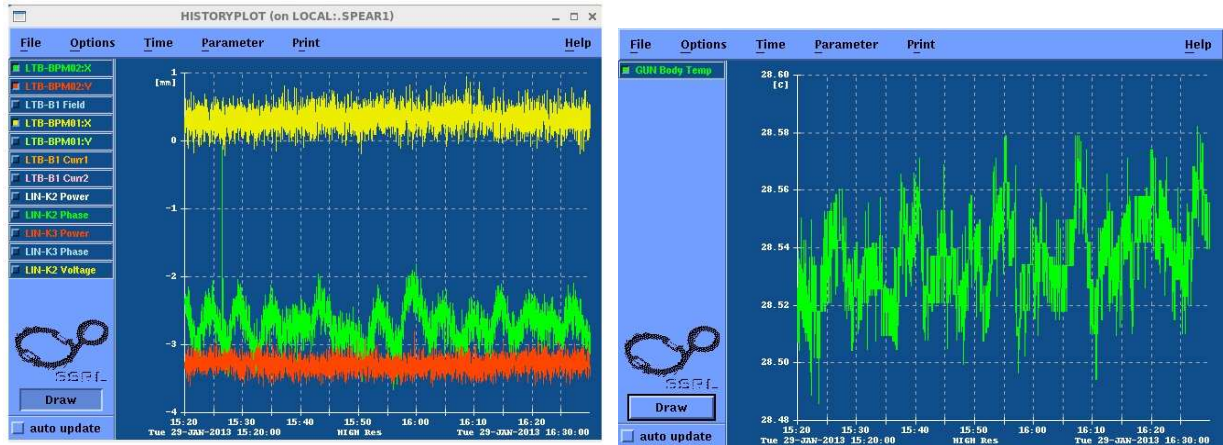 HISTORYPLOT (on LOCAL:.SPEAR1)
File Options Time Parameter Print Help
LTB-BPM02:X
LTB-BPM02:Y
LTB-B1 Field
LTB-BPM01:X
LTB-BPM01:Y
LTB-B1 Curr1
LTB-B1 Curr2
LIN-K2 Power
LIN-K2 Phase
LIN-K3 Power
LIN-K3 Phase
LIN-K2 Voltage
SSRL
Draw
auto update
1
[mm]
0
-1
-2
-3
-4
15:20 15:30 15:40 15:50 16:00 16:10 16:20
Tue 29-JAN-2013 15:20:00 HIGH Res Tue 29-JAN-2013 16:30:00
File Options Time Parameter Print Help
GUN Body Temp
SSRL
Draw
auto update
28.60
[C]
28.58
28.56
28.54
28.52
28.50
28.48
15:20 15:30 15:40 15:50 16:00 16:10 16:20
Tue 29-JAN-2013 15:20:00 HIGH Res Tue 29-JAN-2013 16:30:00